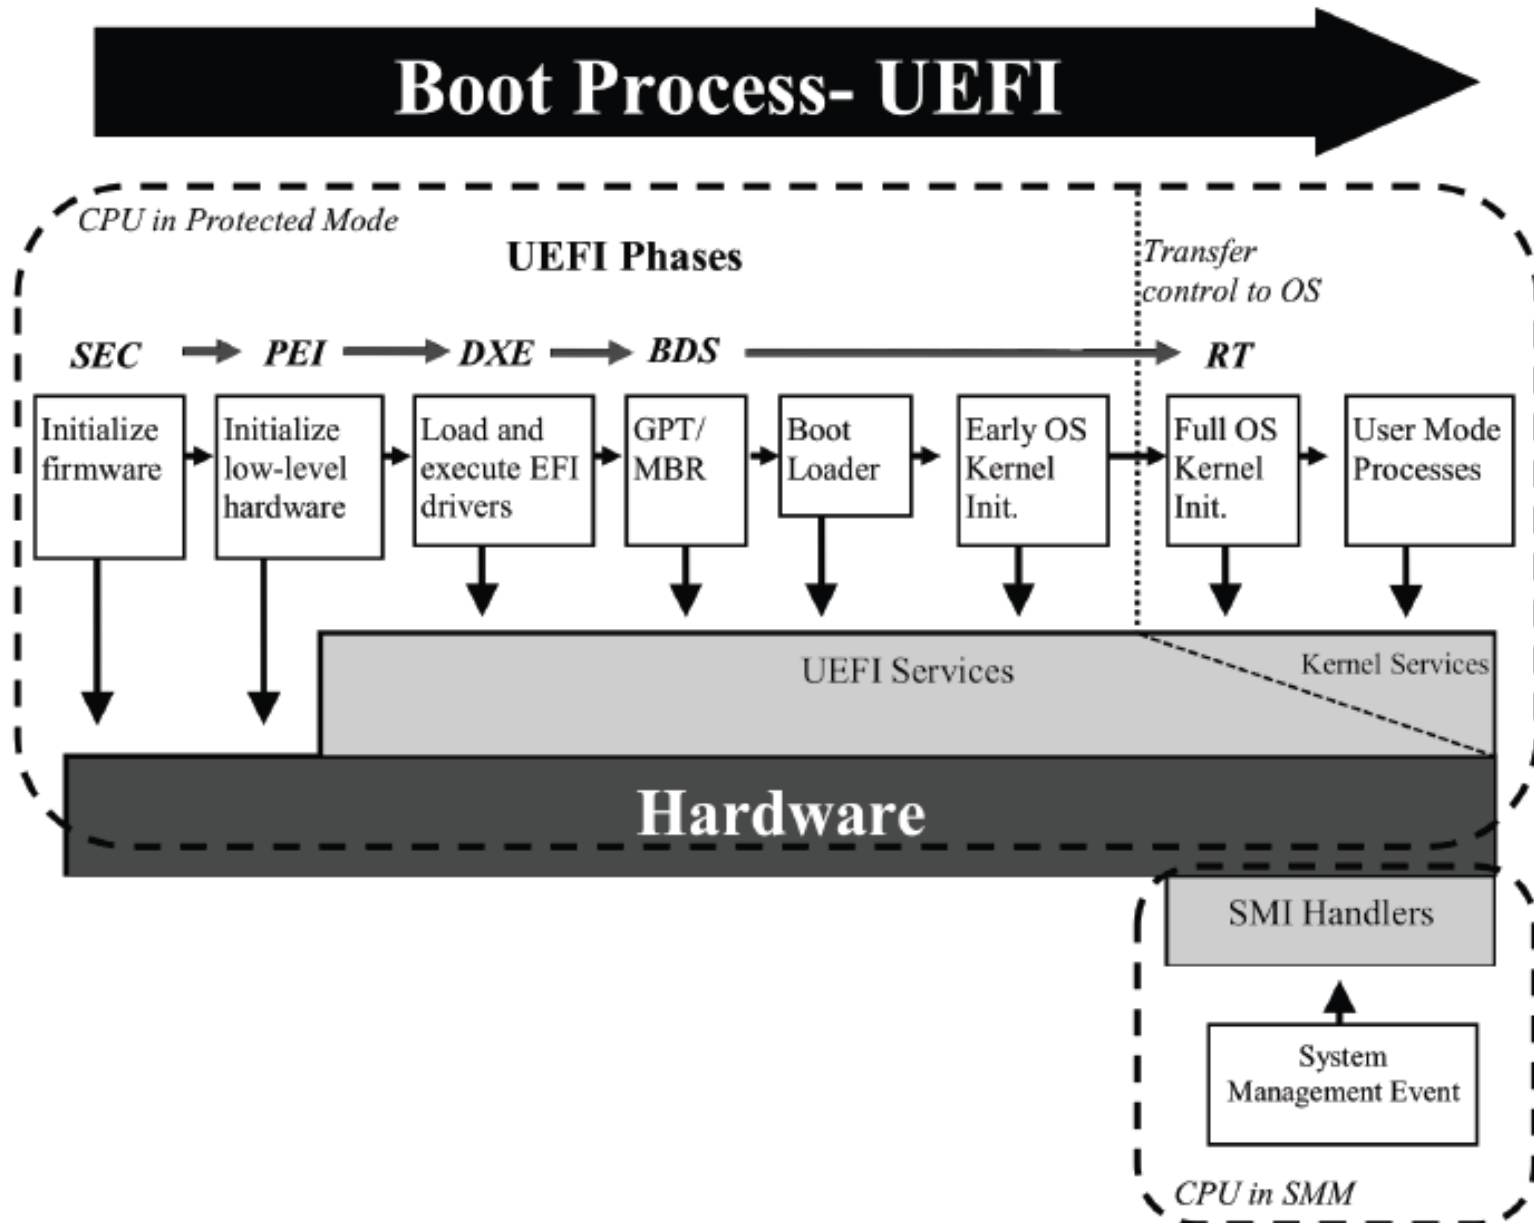 Boot Process- UEFI
CPU in Protected Mode
UEFI Phases
Transfer
control to OS
SEC
PEI
DXE
BDS
RT
Initialize
firmware
Initialize
low-level
hardware
Load and
execute EFI
drivers
GPT/
MBR
Boot
Loader
Early OS
Kernel
Init.
Full OS
Kernel
Init.
User Mode
Processes
UEFI Services
Kernel Services
Hardware
SMI Handlers
System
Management Event
CPU in SMM